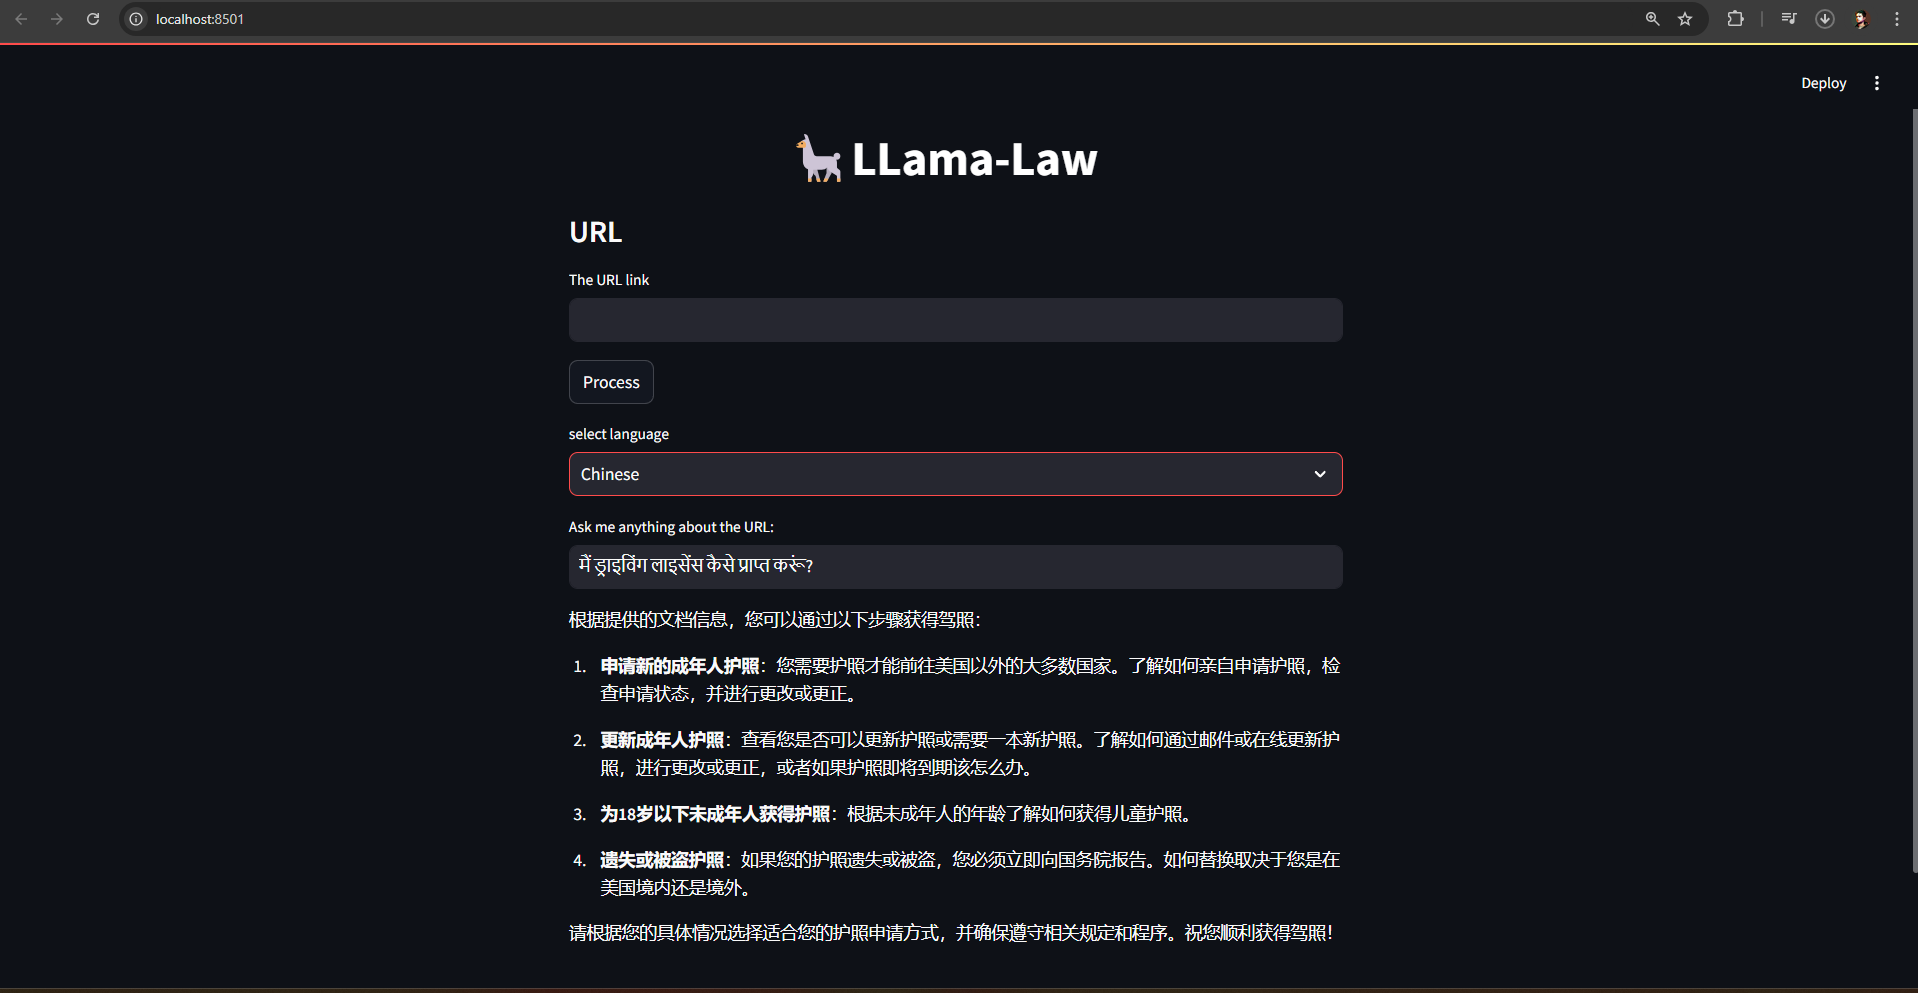 localhost:8501
Deploy
LLama-Law
URL
The URL link
Process
select language
Chinese
Ask me anything about the URL:
मैं ड्राइविंग लाइसेंस कैसे प्राप्त करूं?
根据提供的文档信息，您可以通过以下步骤获得驾照：
1. 申请新的成年人护照：您需要护照才能前往美国以外的大多数国家。了解如何亲自申请护照，检
查申请状态，并进行更改或更正。
2. 更新成年人护照：查看您是否可以更新护照或需要一本新护照。了解如何通过邮件或在线更新护
照，进行更改或更正，或者如果护照即将到期该怎么办。
3. 为18岁以下未成年人获得护照：根据未成年人的年龄了解如何获得儿童护照。
4. 遗失或被盗护照：如果您的护照遗失或被盗，您必须立即向国务院报告。如何替换取决于您是在
美国境内还是境外。
请根据您的具体情况选择适合您的护照申请方式，并确保遵守相关规定和程序。祝您顺利获得驾照！